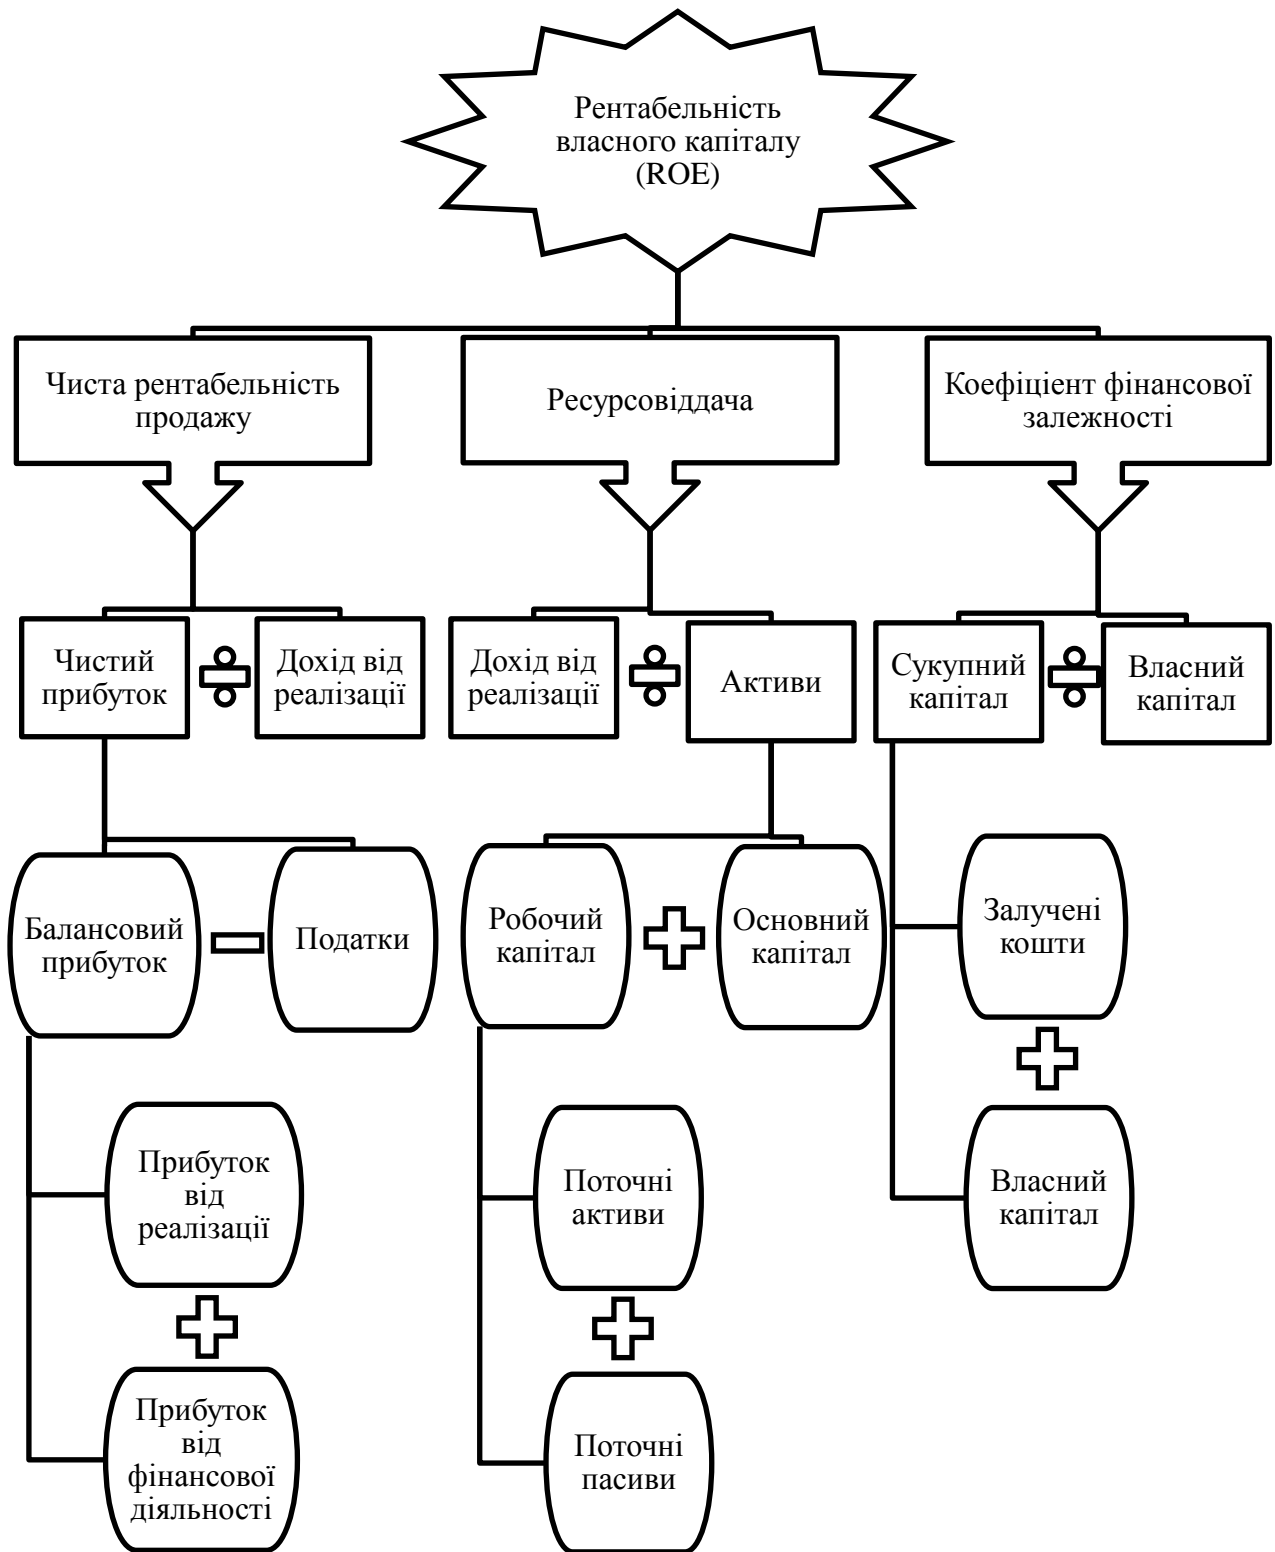 Рентабельність
власного капіталу
(ROE)
Чиста рентабельність
продажу
Ресурсовіддача
Коефіцієнт фінансової
залежності
Чистий
прибуток
Дохід від
реалізації
Дохід від
реалізації
Активи
Сукупний
капітал
Власний
капітал
Балансовий
прибуток
Податки
Робочий
капітал
Основний
капітал
Залучені
кошти
Прибуток
від
реалізації
Поточні
активи
Власний
капітал
Прибуток
від
фінансової
діяльності
Поточні
пасиви